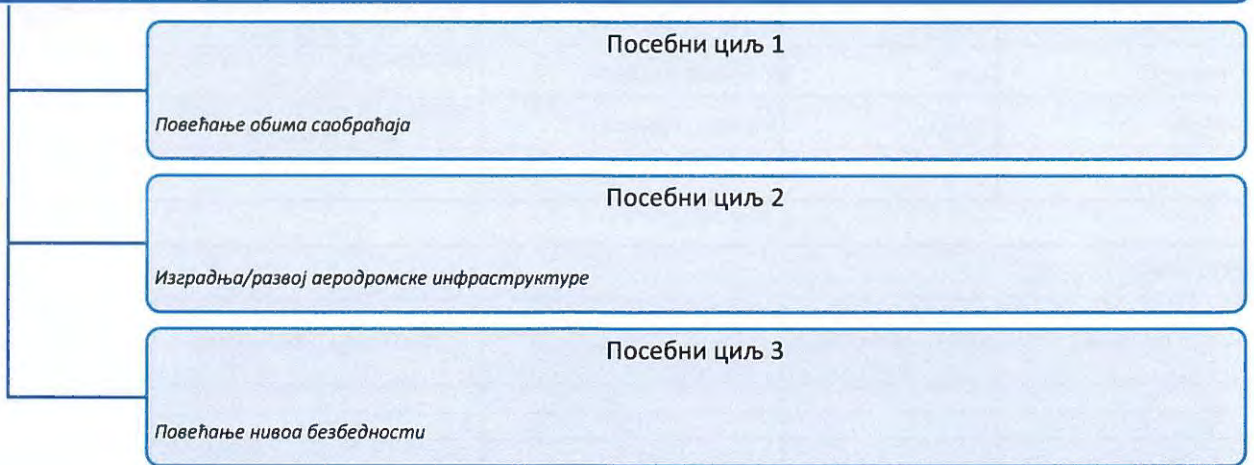 Посебни циљ 1
Повећање обима саобраћаја
Посебни циљ 2
Изградња/развој аеродромске инфраструктуре
Посебни циљ 3
Повећање нивоа безбедности